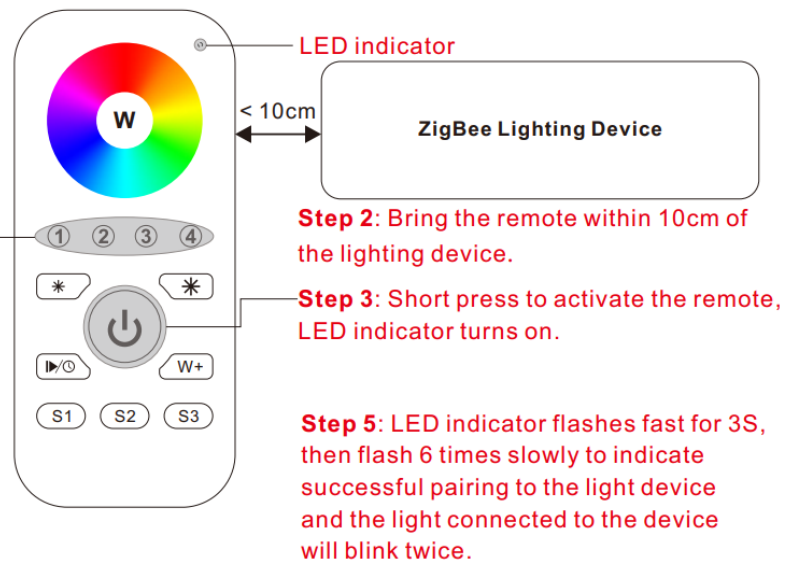 LED indicator
W
< 10cm
ZigBee Lighting Device
1 2 3 4
Step 2: Bring the remote within 10cm of
the lighting device.
Step 3: Short press to activate the remote,
LED indicator turns on.
W+
S1 S2 S3
Step 5: LED indicator flashes fast for 3S,
then flash 6 times slowly to indicate
successful pairing to the light device
and the light connected to the device
will blink twice.